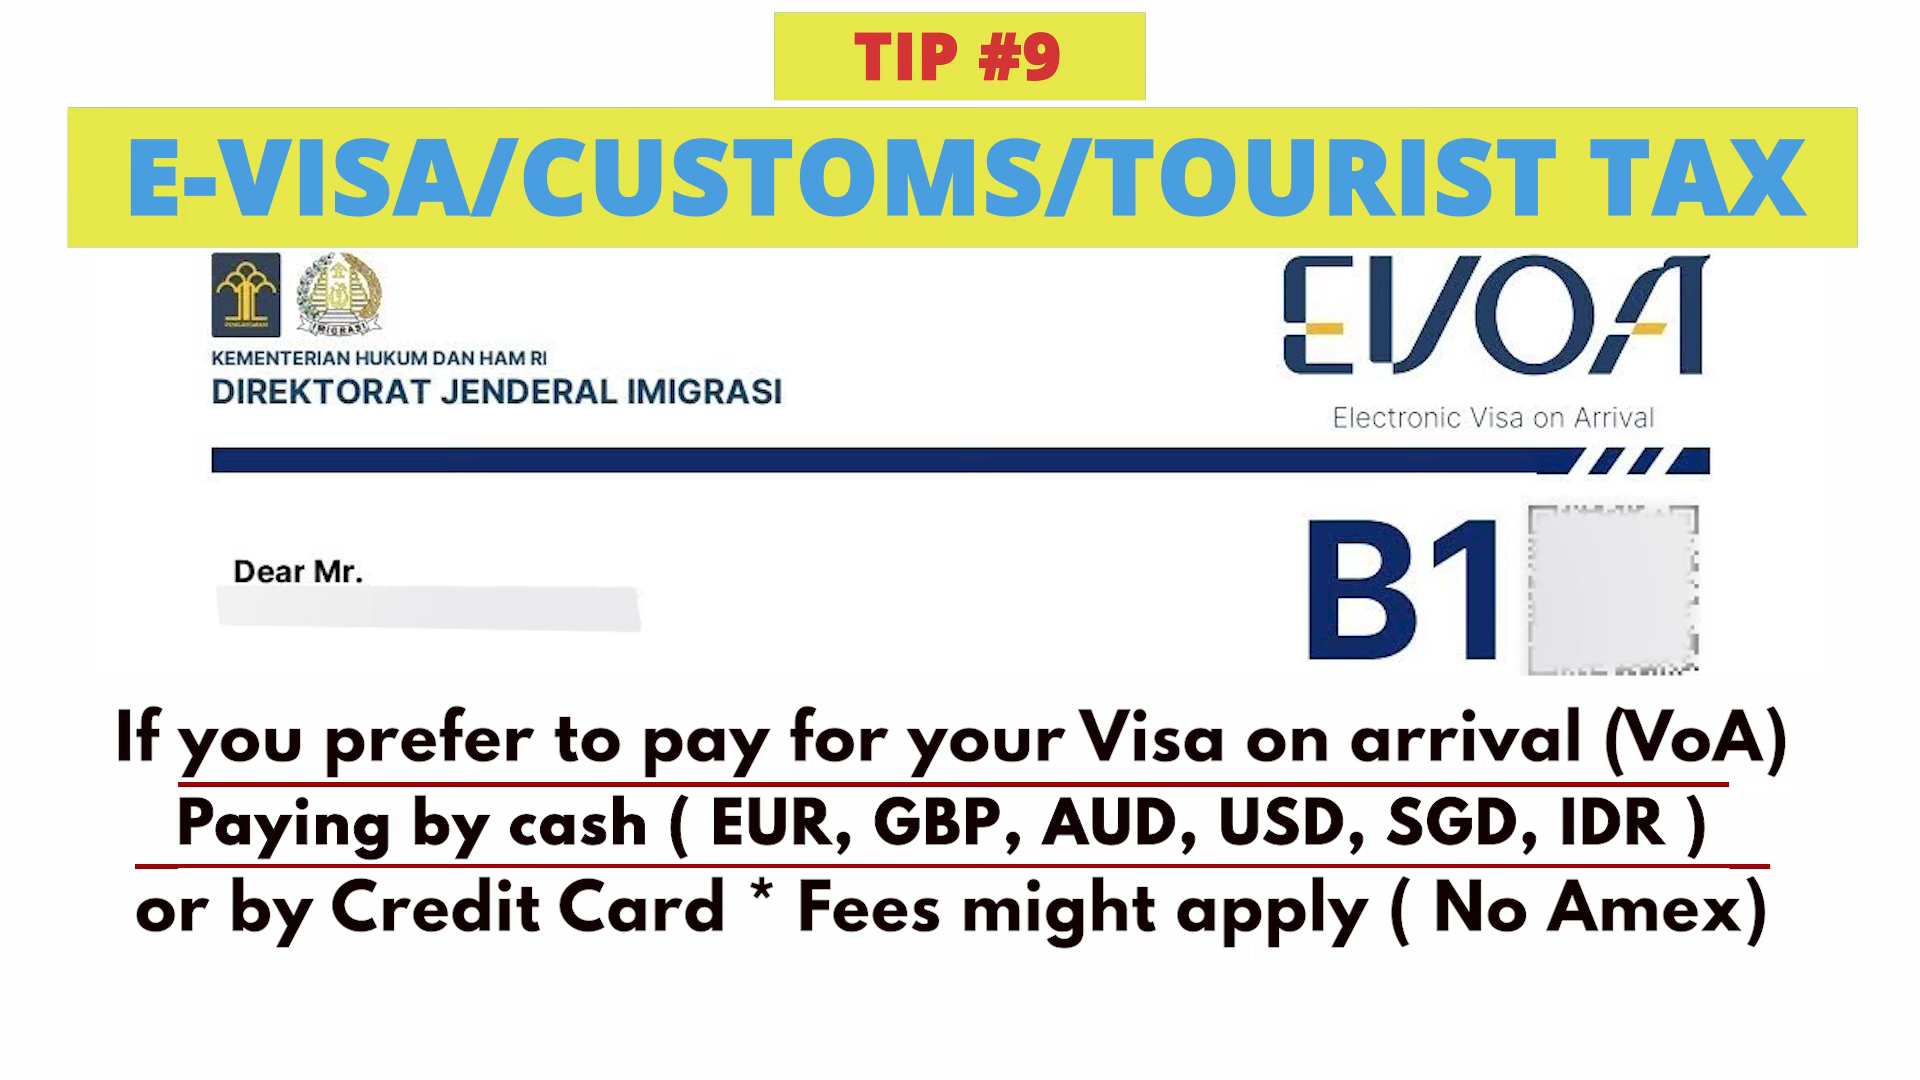 TIP #9
E-VISA/CUSTOMS/TOURIST TAX
PENGAYOMAN
IMIGRASI
KEMENTERIAN HUKUM DAN HAM RI
DIREKTORAT JENDERAL IMIGRASI
EVOA
Electronic Visa on Arrival
Dear Mr.
B1
If you prefer to pay for your Visa on arrival (VoA)
Paying by cash ( EUR, GBP, AUD, USD, SGD, IDR )
or by Credit Card * Fees might apply ( No Amex)